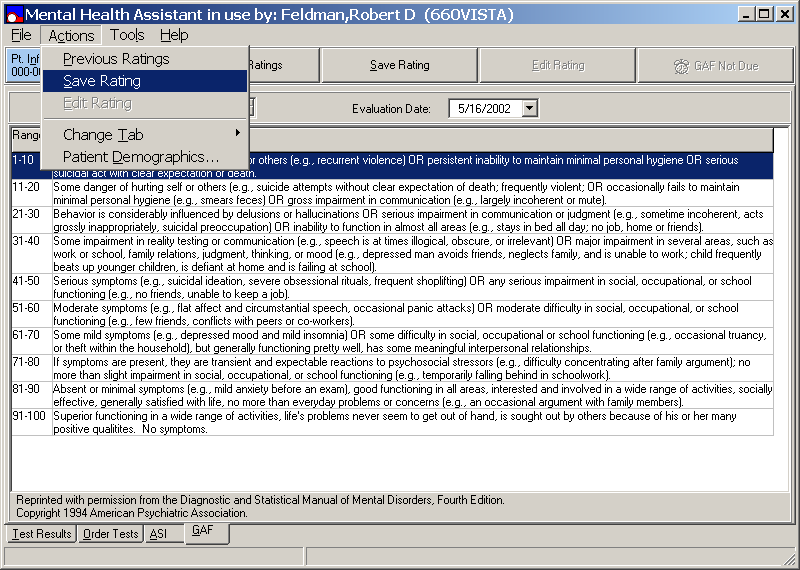 Mental Health Assistant in use by: Feldman,Robert D (660VISTA)
File Actions Tools Help
Pt. Inf
000-00
Ratings
Save Rating
Edit Rating
GAF Not Due
Previous Ratings
Save Rating
Edit Rating
Change Tab
Patient Demographics...
Evaluation Date: 5/16/2002
Range
1-10 or others (e.g., recurrent violence) OR persistent inability to maintain minimal personal hygiene OR serious
suicidal act with clear expectation of death.
11-20 Some danger of hurting self or others (e.g., suicide attempts without clear expectation of death; frequently violent; OR occasionally fails to maintain
minimal personal hygiene (e.g., smears feces) OR gross impairment in communication (e.g., largely incoherent or mute).
21-30 Behavior is considerably influenced by delusions or hallucinations OR serious impairment in communication or judgment (e.g., sometime incoherent, acts
grossly inappropriately, suicidal preoccupation) OR inability to function in almost all areas (e.g., stays in bed all day; no job, home or friends).
31-40 Some impairment in reality testing or communication (e.g., speech is at times illogical, obscure, or irrelevant) OR major impairment in several areas, such as
work or school, family relations, judgment, thinking, or mood (e.g., depressed man avoids friends, neglects family, and is unable to work; child frequently
beats up younger children, is defiant at home and is failing at school).
41-50 Serious symptoms (e.g., suicidal ideation, severe obsessional rituals, frequent shoplifting) OR any serious impairment in social, occupational, or school
functioning (e.g., no friends, unable to keep a job).
51-60 Moderate symptoms (e.g., flat affect and circumstantial speech, occasional panic attacks) OR moderate difficulty in social, occupational, or school
functioning (e.g., few friends, conflicts with peers or co-workers).
61-70 Some mild symptoms (e.g., depressed mood and mild insomnia) OR some difficulty in social, occupational or school functioning (e.g., occasional truancy,
or theft within the household), but generally functioning pretty well, has some meaningful interpersonal relationships.
71-80 If symptoms are present, they are transient and expectable reactions to psychosocial stressors (e.g., difficulty concentrating after family argument); no
more than slight impairment in social, occupational, or school functioning (e.g., temporarily falling behind in schoolwork).
81-90 Absent or minimal symptoms (e.g., mild anxiety before an exam), good functioning in all areas, interested and involved in a wide range of activities, socially
effective, generally satisfied with life, no more than everyday problems or concerns (e.g., an occasional argument with family members).
91-100 Superior functioning in a wide range of activities, life's problems never seem to get out of hand, is sought out by others because of his or her many
positive qualitites. No symptoms.
Reprinted with permission from the Diagnostic and Statistical Manual of Mental Disorders, Fourth Edition.
Copyright 1994 American Psychiatric Association.
Test Results Order Tests ASI GAF